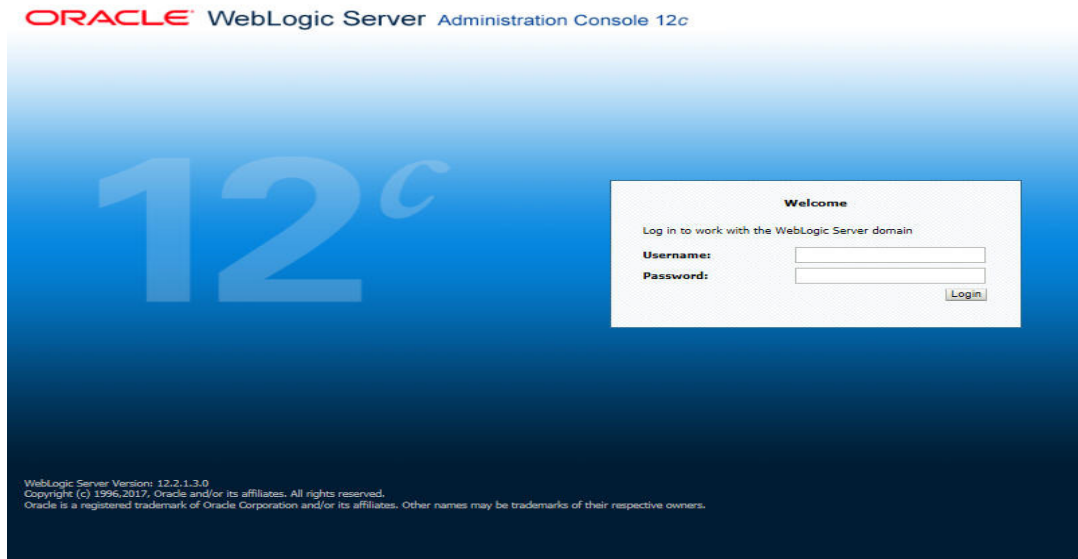 ORACLE® WebLogic Server Administration Console 12c
12c
Welcome
Log in to work with the WebLogic Server domain
Username:
Password:
Login
WebLogic Server Version: 12.2.1.3.0
Copyright (c) 1996,2017, Oracle and/or its affiliates. All rights reserved.
Oracle is a registered trademark of Oracle Corporation and/or its affiliates. Other names may be trademarks of their respective owners.